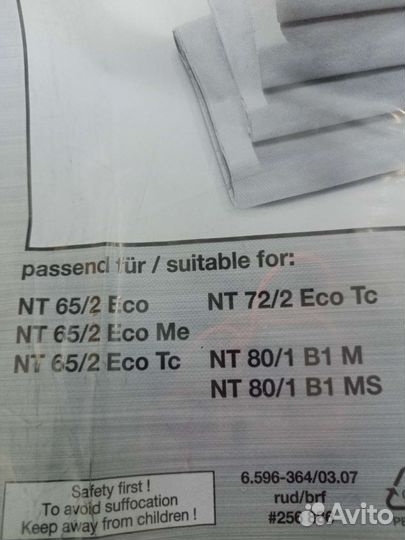 passend für / suitable for:
NT 65/2 Eco
NT 65/2 Eco Me
NT 65/2 Eco Tc
NT 72/2 Eco Tc
NT 80/1 B1 M
NT 80/1 B1 MS
Safety first !
To avoid suffocation
Keep away from children !
6.596-364/03.07
rud/brf
Avito